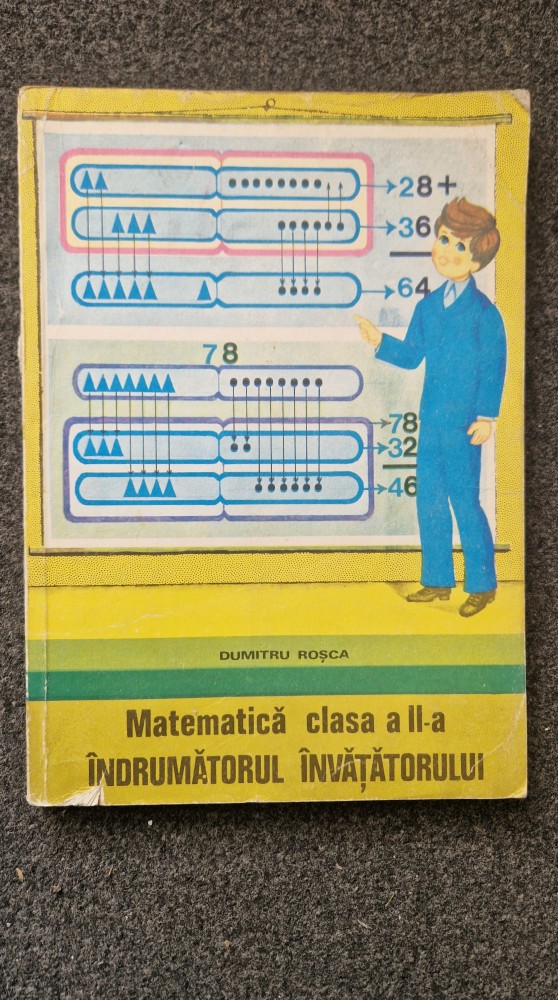 28+
36
64
78
78
32
46
DUMITRU ROȘCA
Matematică clasa a II-a
ÎNDRUMĂTORUL ÎNVĂȚĂTORULUI